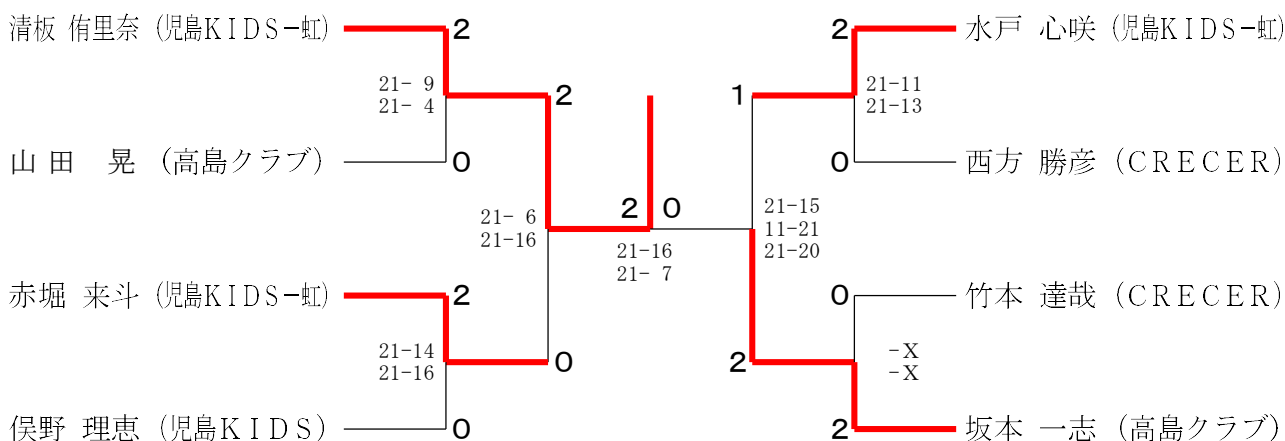 清板 侑里奈 (児島KIDS-虹) 2 2 水戸 心咲 (児島KIDS-虹)
21- 9
21- 4
2 1
21-11
21-13
山田 晃 (高島クラブ) 0 0 西方 勝彦 (CRECER)
21- 6
21-16
2 0
21-16
21- 7
21-15
11-21
21-20
赤堀 来斗 (児島KIDS-虹) 2 0 竹本 達哉 (CRECER)
21-14
21-16
0 2
-X
-X
俣野 理恵 (児島KIDS) 0 2 坂本 一志 (高島クラブ)